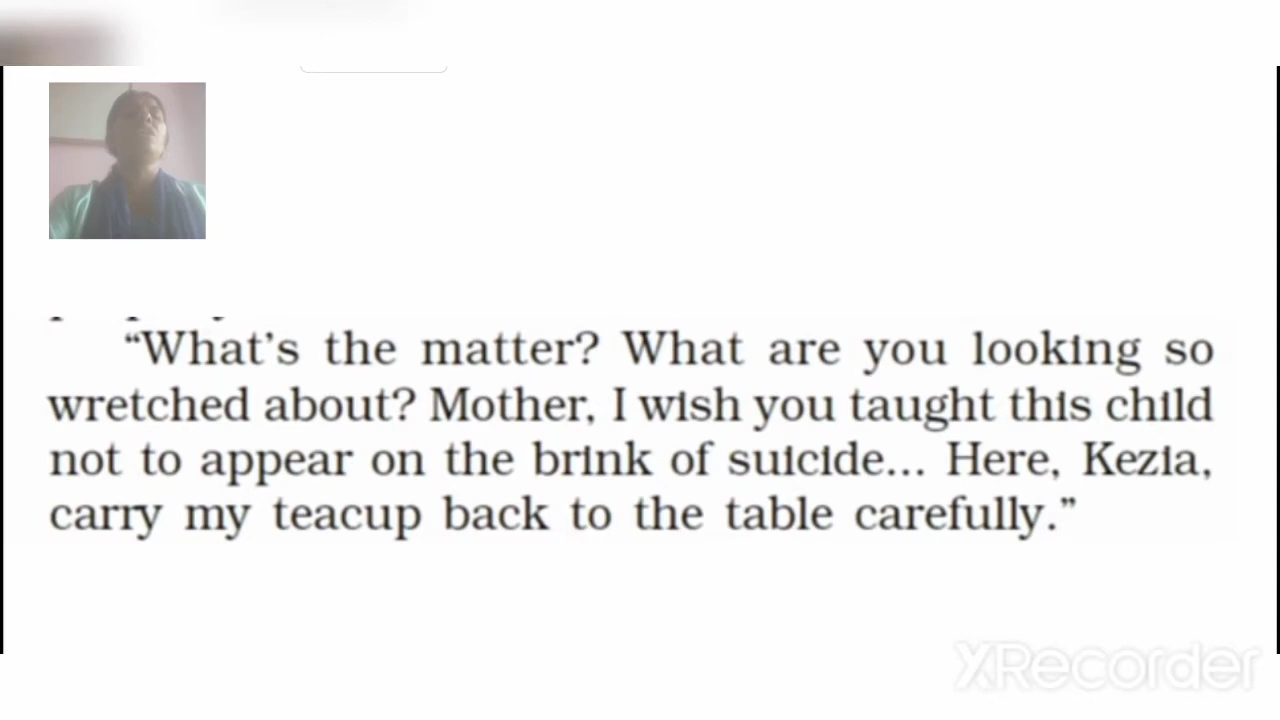 “What’s the matter? What are you looking so
wretched about? Mother, I wish you taught this child
not to appear on the brink of suicide... Here, Kezia,
carry my teacup back to the table carefully.”
XRecorder